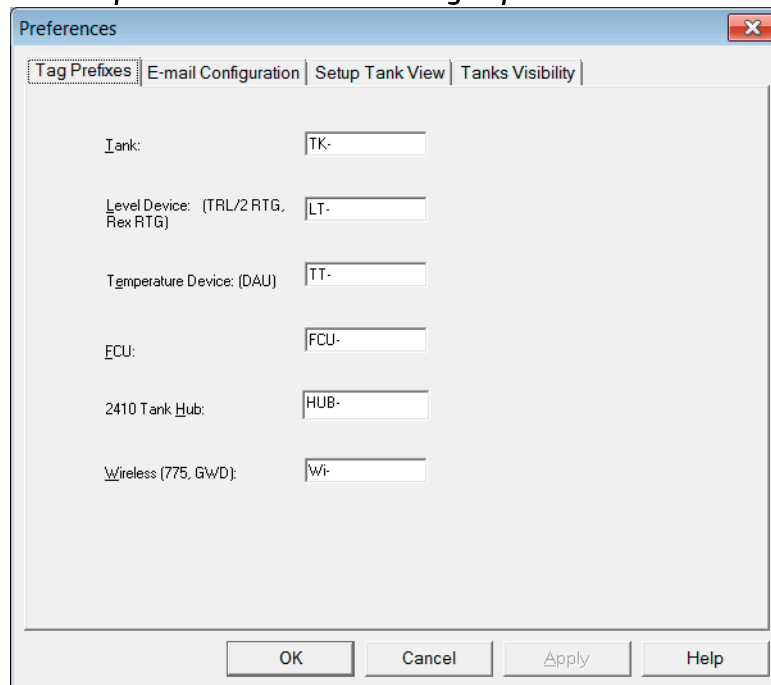 Preferences
Tag Prefixes E-mail Configuration Setup Tank View Tanks Visibility
Tank: TK-
Level Device: (TRL/2 RTG,
Rex RTG) LT-
Temperature Device: (DAU) TT-
FCU: FCU-
2410 Tank Hub: HUB-
Wireless (775, GWD): Wi-
OK Cancel Apply Help